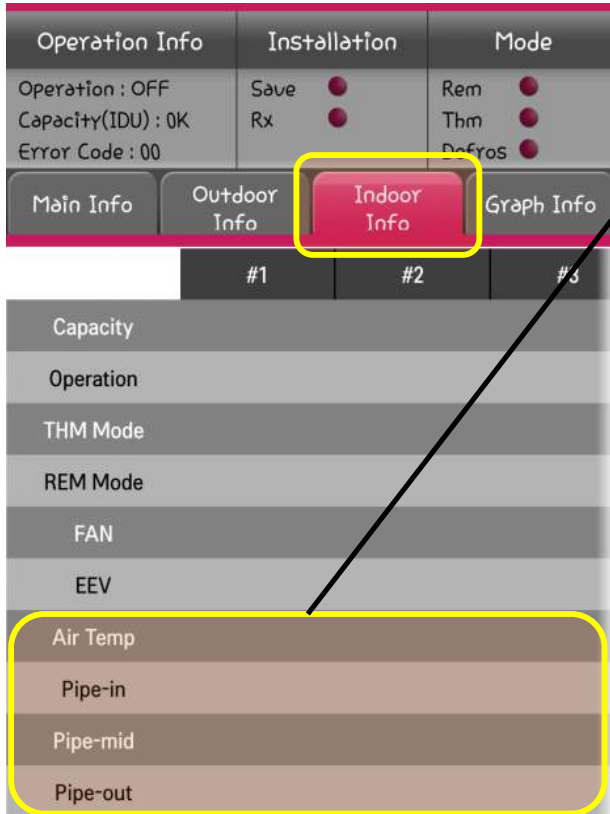 Operation Info Installation Mode
Operation : OFF Save Rem
Capacity(IDU) : 0K Rx Thm
Error Code : 00 Defros
Main Info Outdoor Info Indoor Info Graph Info
#1 #2 #3
Capacity
Operation
THM Mode
REM Mode
FAN
EEV
Air Temp
Pipe-in
Pipe-mid
Pipe-out